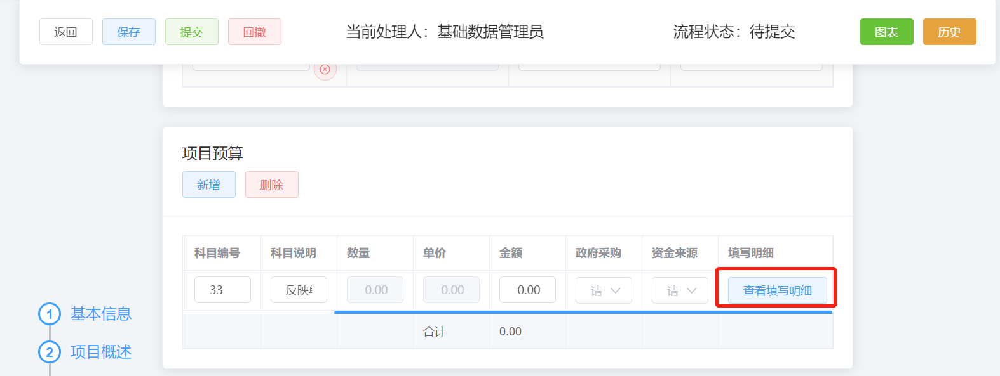 返回 保存 提交 回撤 当前处理人：基础数据管理员 流程状态：待提交 图表 历史
项目预算
新增 删除
科目编号 科目说明 数量 单价 金额 政府采购 资金来源 填写明细
33 反映 0.00 0.00 0.00 请 请 查看填写明细
合计 0.00
1 基本信息
2 项目概述